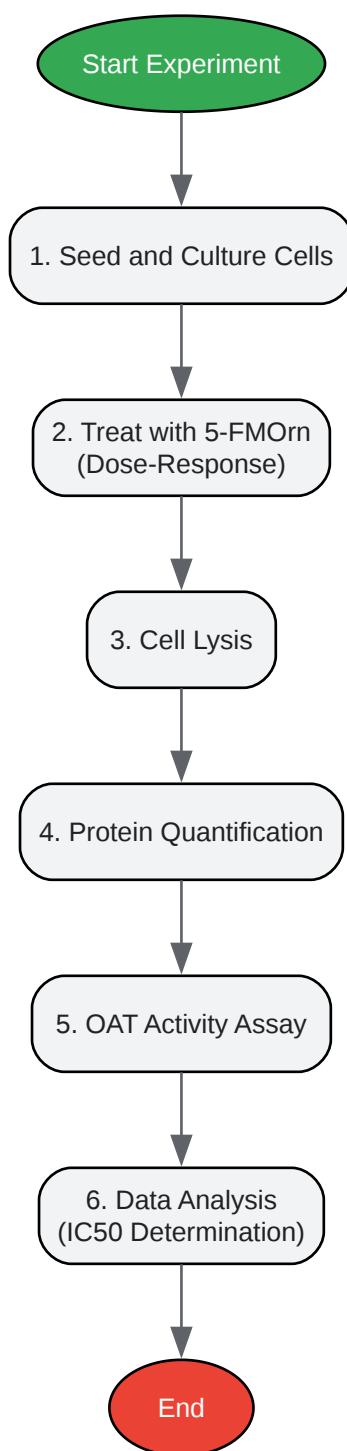 Start Experiment
1. Seed and Culture Cells
2. Treat with 5-FMOrn
(Dose-Response)
3. Cell Lysis
4. Protein Quantification
5. OAT Activity Assay
6. Data Analysis
(IC50 Determination)
End